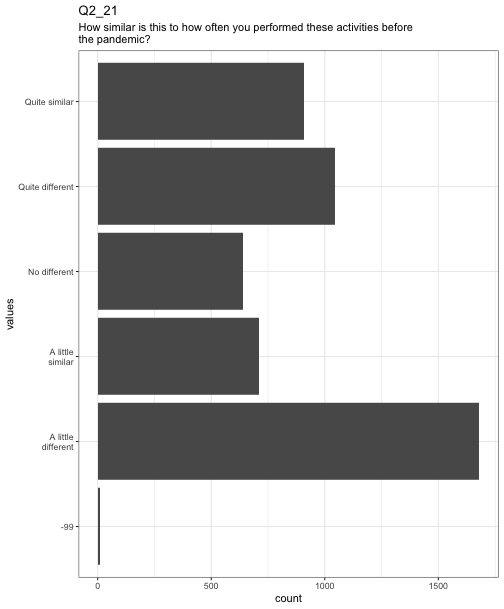 Q2_21
How similar is this to how often you performed these activities before
the pandemic?
Quite similar
Quite different
No different
A little
similar
A little
different
-99
values
0 500 1000 1500
count